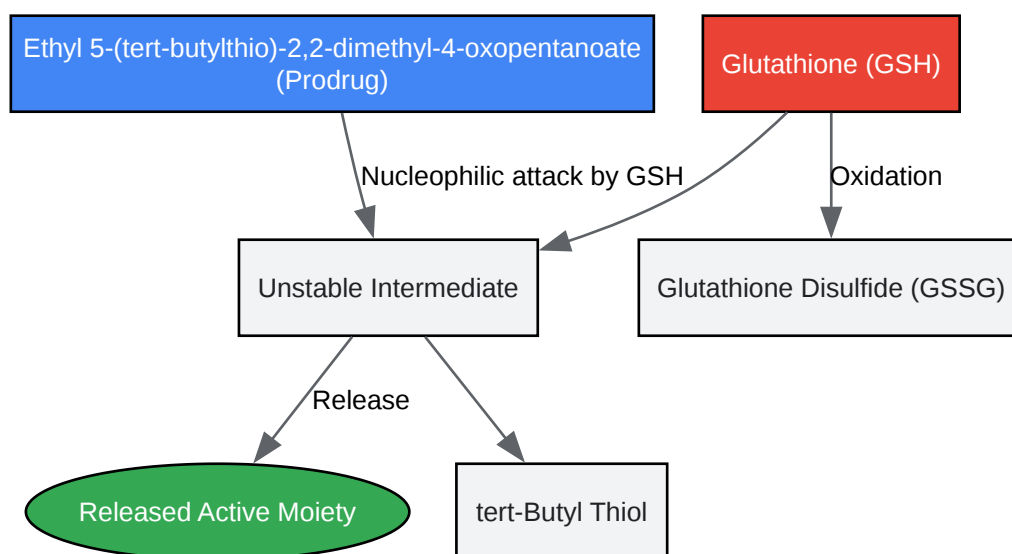 Ethyl 5-(tert-butylthio)-2,2-dimethyl-4-oxopentanoate
(Prodrug)
Glutathione (GSH)
Nucleophilic attack by GSH
Oxidation
Unstable Intermediate
Glutathione Disulfide (GSSG)
Release
Released Active Moiety
tert-Butyl Thiol